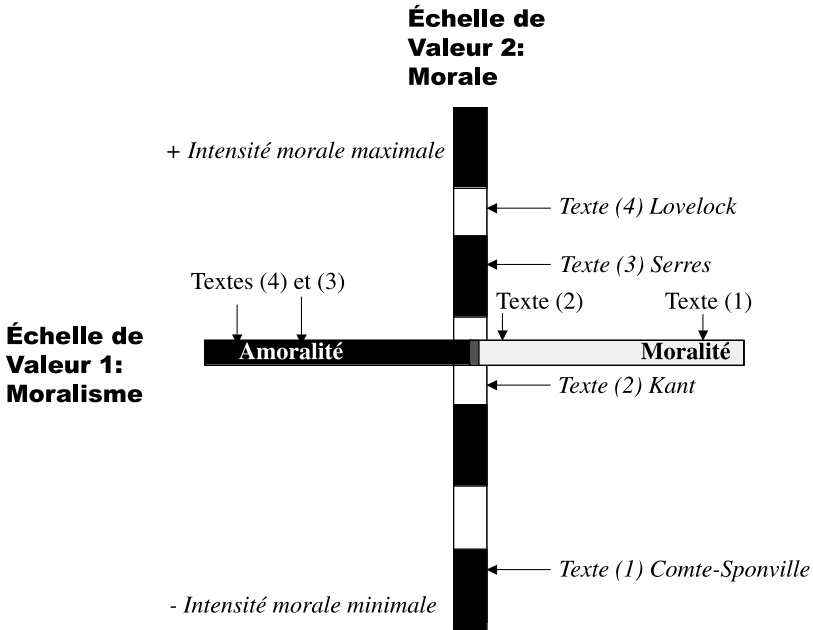 Échelle de
Valeur 2:
Morale
+ Intensité morale maximale
Texte (4) Lovelock
Texte (3) Serres
Textes (4) et (3)
Texte (2)
Texte (1)
Échelle de
Valeur 1:
Moralisme
Amoralité
Moralité
Texte (2) Kant
Texte (1) Comte-Sponville
- Intensité morale minimale